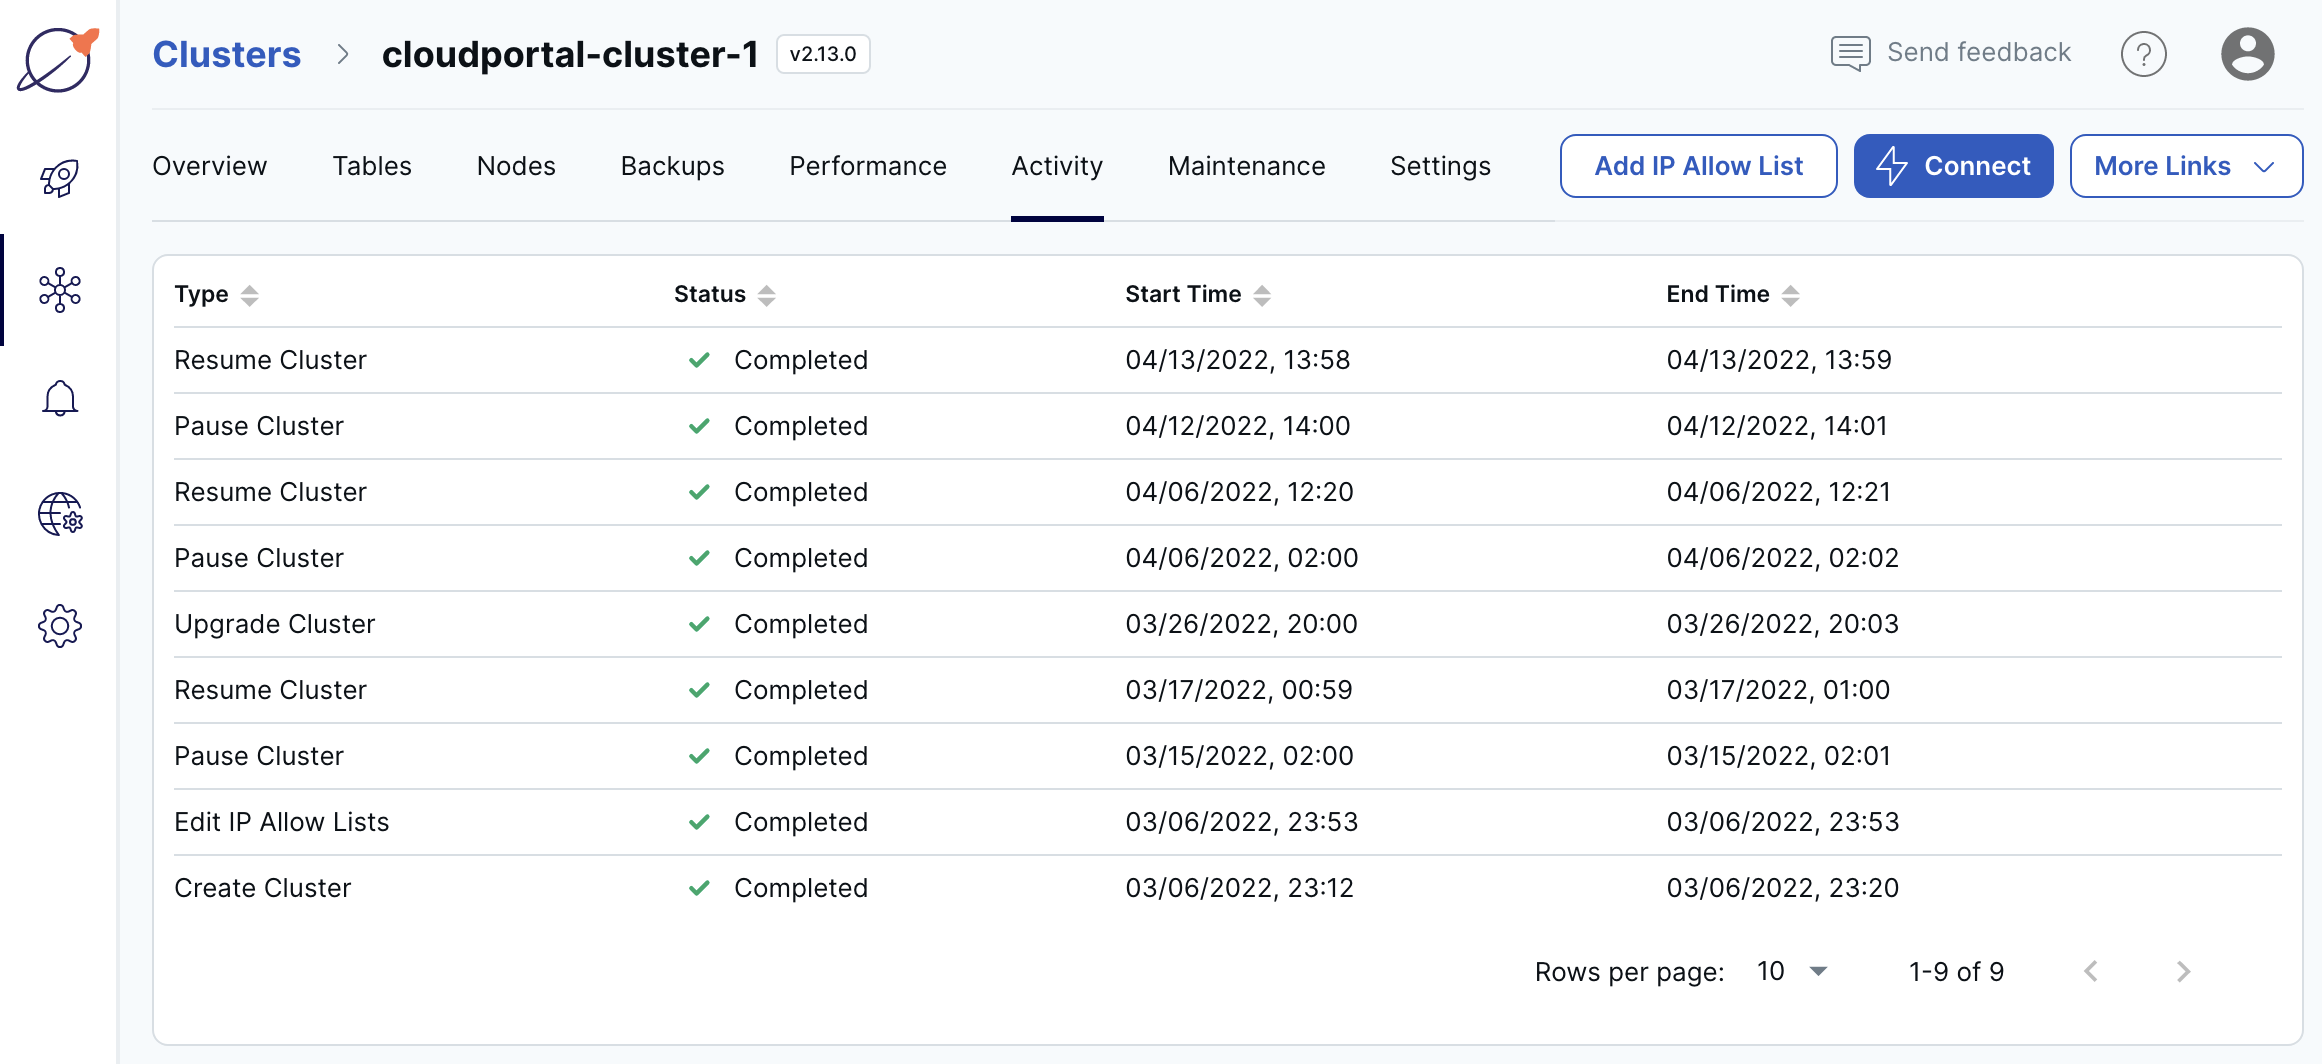 Clusters > cloudportal-cluster-1 v2.13.0 Send feedback ?
Overview Tables Nodes Backups Performance Activity Maintenance Settings Add IP Allow List Connect More Links
Type Status Start Time End Time
Resume Cluster Completed 04/13/2022, 13:58 04/13/2022, 13:59
Pause Cluster Completed 04/12/2022, 14:00 04/12/2022, 14:01
Resume Cluster Completed 04/06/2022, 12:20 04/06/2022, 12:21
Pause Cluster Completed 04/06/2022, 02:00 04/06/2022, 02:02
Upgrade Cluster Completed 03/26/2022, 20:00 03/26/2022, 20:03
Resume Cluster Completed 03/17/2022, 00:59 03/17/2022, 01:00
Pause Cluster Completed 03/15/2022, 02:00 03/15/2022, 02:01
Edit IP Allow Lists Completed 03/06/2022, 23:53 03/06/2022, 23:53
Create Cluster Completed 03/06/2022, 23:12 03/06/2022, 23:20
Rows per page: 10 1-9 of 9